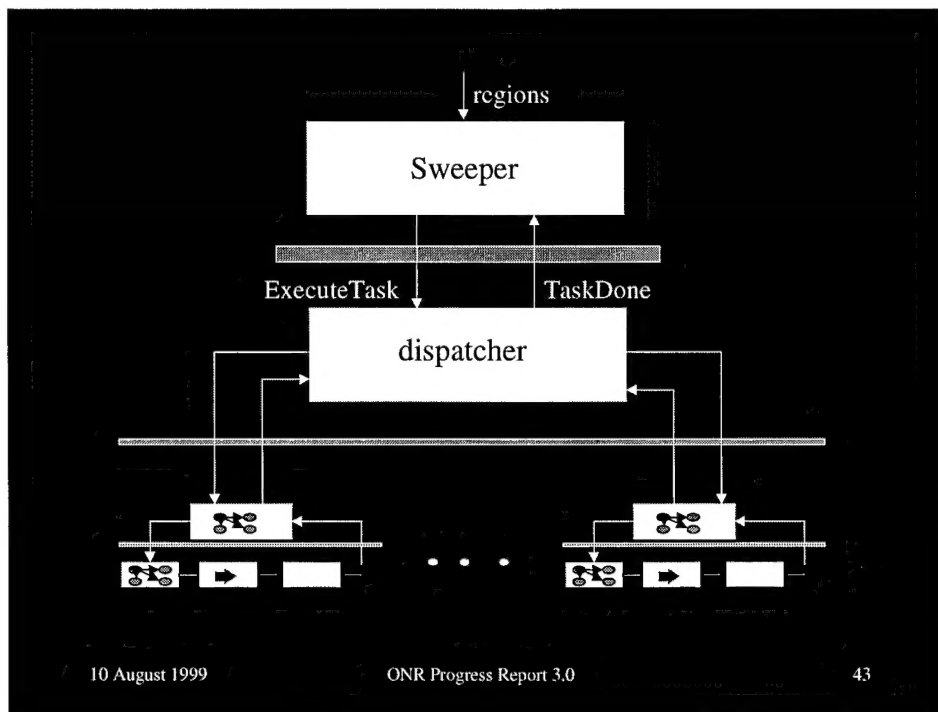 regions
Sweeper
ExecuteTask TaskDone
dispatcher
10 August 1999 ONR Progress Report 3.0 43